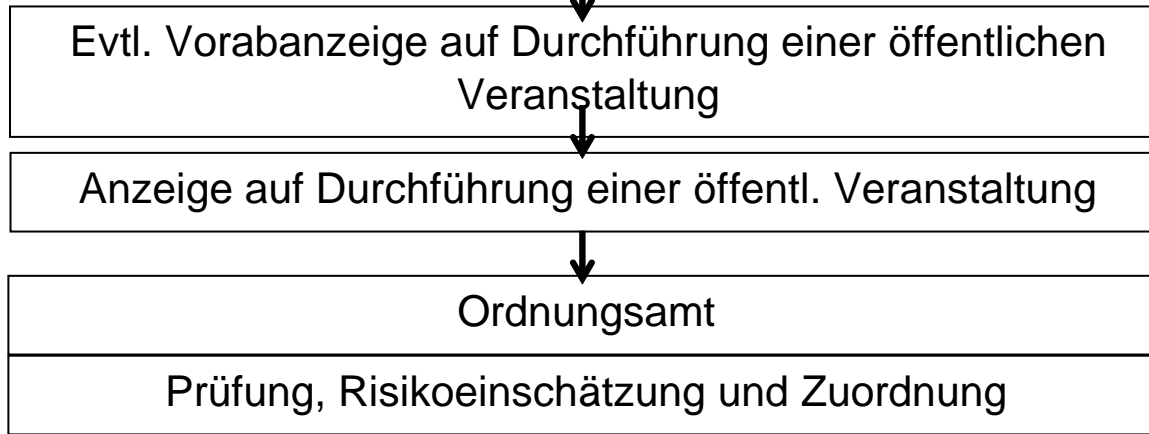 Evtl. Vorabanzeige auf Durchführung einer öffentlichen
Veranstaltung
Anzeige auf Durchführung einer öffentl. Veranstaltung
Ordnungsamt
Prüfung, Risikoeinschätzung und Zuordnung